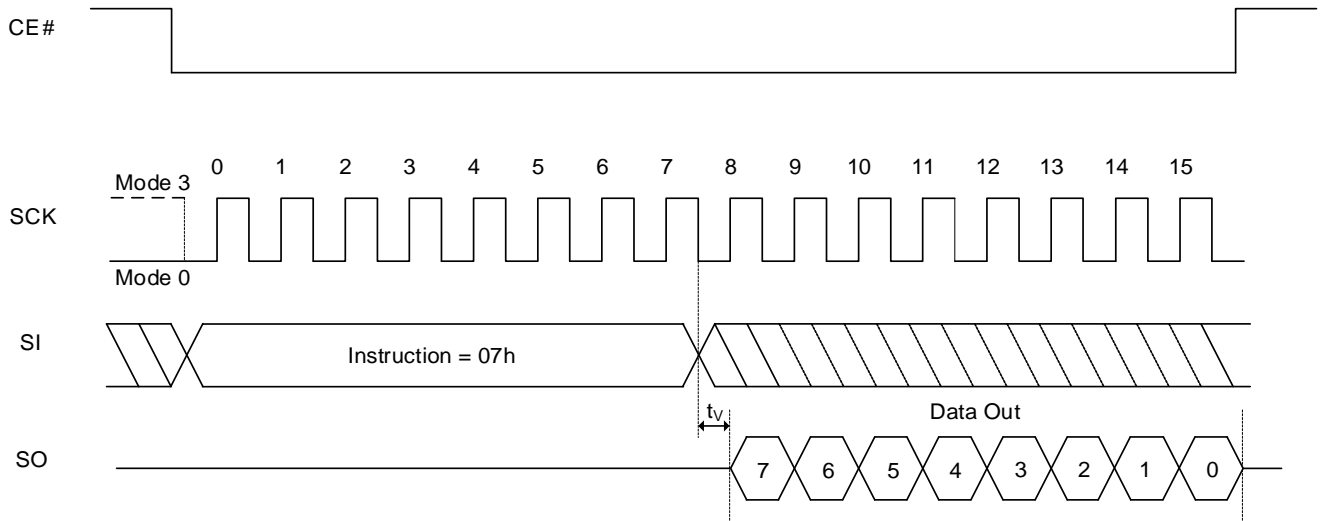 CE#
0 1 2 3 4 5 6 7 8 9 10 11 12 13 14 15
Mode 3
SCK
Mode 0
SI
Instruction = 07h
tV
Data Out
SO
7 6 5 4 3 2 1 0